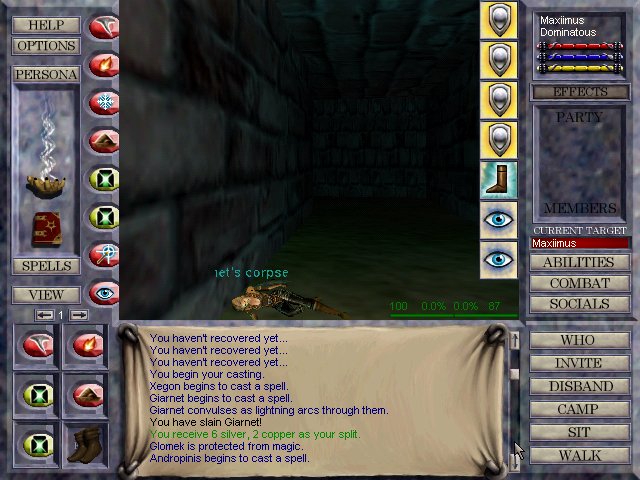 HELP
OPTIONS
PERSONA
SPELLS
VIEW
1
net's corpse
100 0.0% 0.0% 87
Maxiimus
Dominatous
EFFECTS
PARTY
MEMBERS
CURRENT TARGET
Maxiimus
ABILITIES
COMBAT
SOCIALS
You haven't recovered yet...
You haven't recovered yet...
You haven't recovered yet...
You begin your casting.
Xegon begins to cast a spell.
Giarnet begins to cast a spell.
Giarnet convulses as lightning arcs through them.
You have slain Giarnet!
You receive 6 silver, 2 copper as your split.
Glomek is protected from magic.
Andropinis begins to cast a spell.
WHO
INVITE
DISBAND
CAMP
SIT
WALK